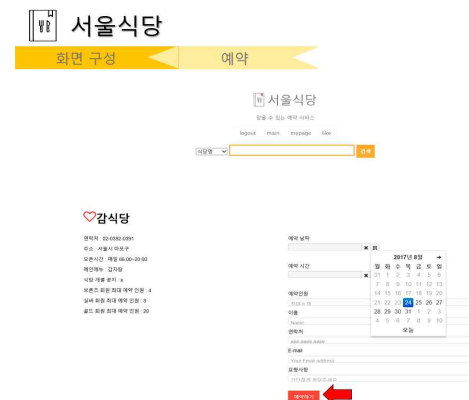 서울식당
화면 구성
예약
서울식당
믿을 수 있는 예약 서비스
logout main mypage like
식당명
검색
감식당
연락처 : 02-0392-0391
주소 : 서울시 마포구
오픈시간 : 매일 06:00~20:00
메인메뉴 : 감자탕
식당 개별 공지 : x
브론즈 회원 최대 예약 인원 : 4
실버 회원 최대 예약 인원 : 8
골드 회원 최대 예약 인원 : 20
예약 날짜
2017년 8월
월 화 수 목 금 토 일
31 1 2 3 4 5 6
7 8 9 10 11 12 13
14 15 16 17 18 19 20
21 22 23 24 25 26 27
28 29 30 31 1 2 3
4 5 6 7 8 9 10
오늘
예약 시간
예약인원
이름
Name
연락처
E-mail
Your Email address
요청사항
예약하기